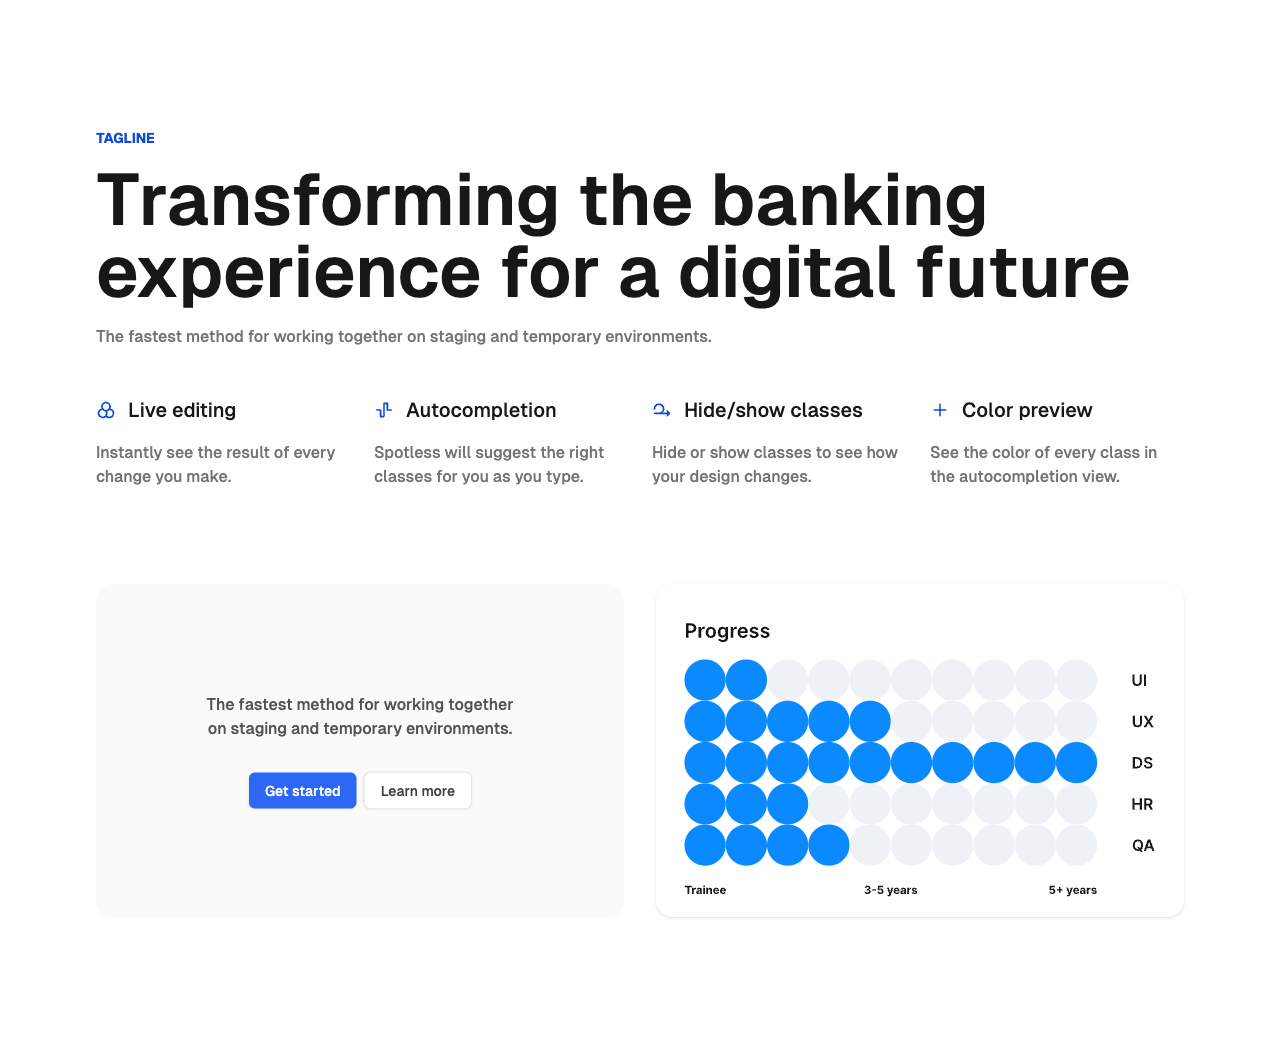 TAGLINE
Transforming the banking
experience for a digital future
The fastest method for working together on staging and temporary environments.
Live editing
Instantly see the result of every
change you make.
Autocompletion
Spotless will suggest the right
classes for you as you type.
Hide/show classes
Hide or show classes to see how
your design changes.
Color preview
See the color of every class in
the autocompletion view.
The fastest method for working together
on staging and temporary environments.
Get started
Learn more
Progress
UI
UX
DS
HR
QA
Trainee
3-5 years
5+ years